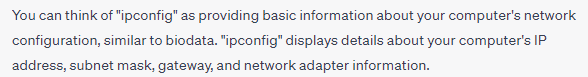 You can think of "ipconfig" as providing basic information about your computer's network
configuration, similar to biodata. "ipconfig" displays details about your computer's IP
address, subnet mask, gateway, and network adapter information.